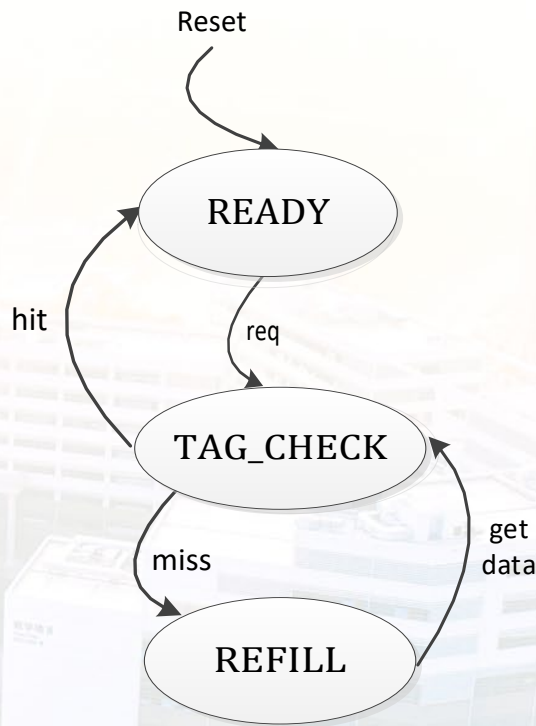 Reset
READY
hit
req
TAG_CHECK
miss
get
data
REFILL